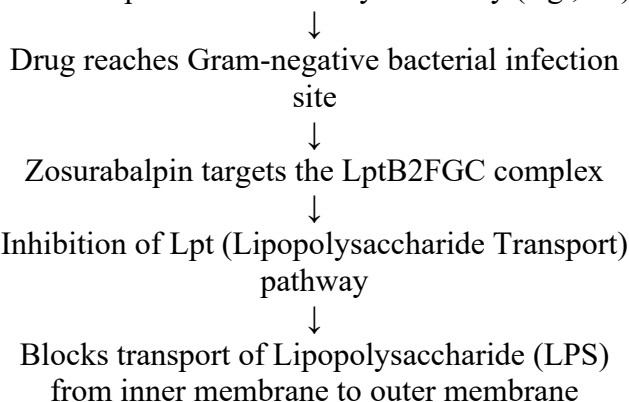 ↓
Drug reaches Gram-negative bacterial infection
site
↓
Zosurabalpin targets the LptB2FGC complex
↓
Inhibition of Lpt (Lipopolysaccharide Transport)
pathway
↓
Blocks transport of Lipopolysaccharide (LPS)
from inner membrane to outer membrane